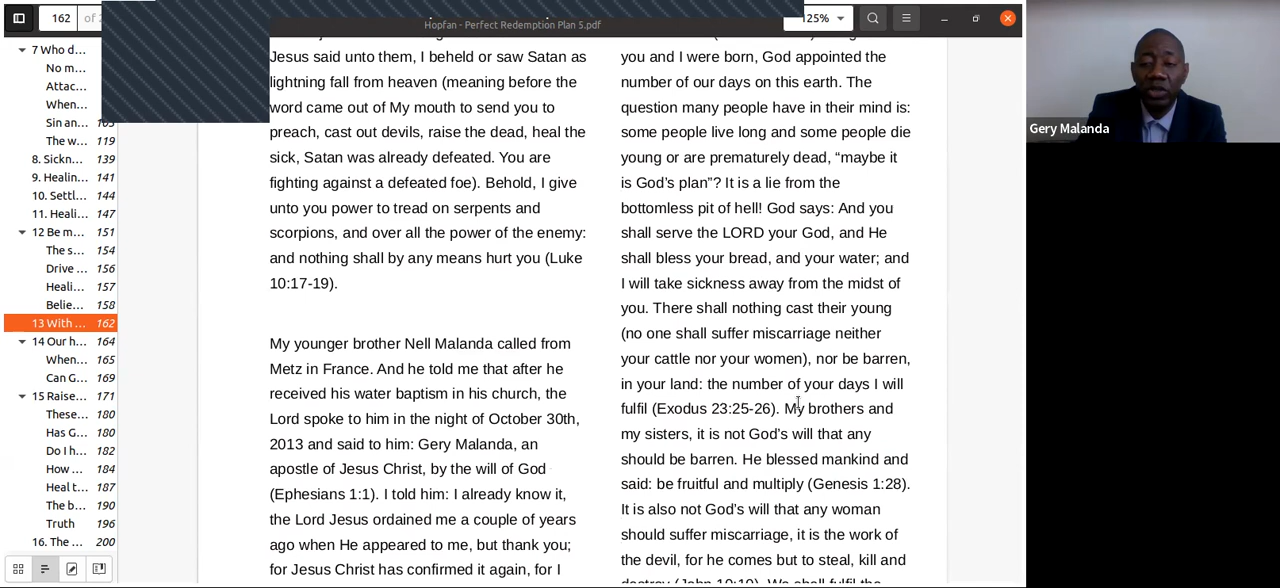 162
of 2
Hopfan - Perfect Redemption Plan 5.pdf
125%
7 Who d...
No m...
Attac...
When...
Sin an... 105
The w... 119
8. Sickn... 139
9. Healin... 141
10. Settl... 144
11. Heali... 147
12 Be m... 151
The s... 154
Drive ... 156
Heali... 157
Belie... 158
13 With ... 162
14 Our h... 164
When... 165
Can G... 169
15 Raise... 171
These... 180
Has G... 180
Do I h... 182
How ... 184
Heal t... 187
The b... 190
Truth 196
16. The ... 200
Jesus said unto them, I beheld or saw Satan as
lightning fall from heaven (meaning before the
word came out of My mouth to send you to
preach, cast out devils, raise the dead, heal the
sick, Satan was already defeated. You are
fighting against a defeated foe). Behold, I give
unto you power to tread on serpents and
scorpions, and over all the power of the enemy:
and nothing shall by any means hurt you (Luke
10:17-19).
My younger brother Nell Malanda called from
Metz in France. And he told me that after he
received his water baptism in his church, the
Lord spoke to him in the night of October 30th,
2013 and said to him: Gery Malanda, an
apostle of Jesus Christ, by the will of God
(Ephesians 1:1). I told him: I already know it,
the Lord Jesus ordained me a couple of years
ago when He appeared to me, but thank you;
for Jesus Christ has confirmed it again, for I
you and I were born, God appointed the
number of our days on this earth. The
question many people have in their mind is:
some people live long and some people die
young or are prematurely dead, “maybe it
is God’s plan”? It is a lie from the
bottomless pit of hell! God says: And you
shall serve the LORD your God, and He
shall bless your bread, and your water; and
I will take sickness away from the midst of
you. There shall nothing cast their young
(no one shall suffer miscarriage neither
your cattle nor your women), nor be barren,
in your land: the number of your days I will
fulfil (Exodus 23:25-26). My brothers and
my sisters, it is not God’s will that any
should be barren. He blessed mankind and
said: be fruitful and multiply (Genesis 1:28).
It is also not God’s will that any woman
should suffer miscarriage, it is the work of
the devil, for he comes but to steal, kill and
destroy (John 10:10). We shall fulfil the
Gery Malanda